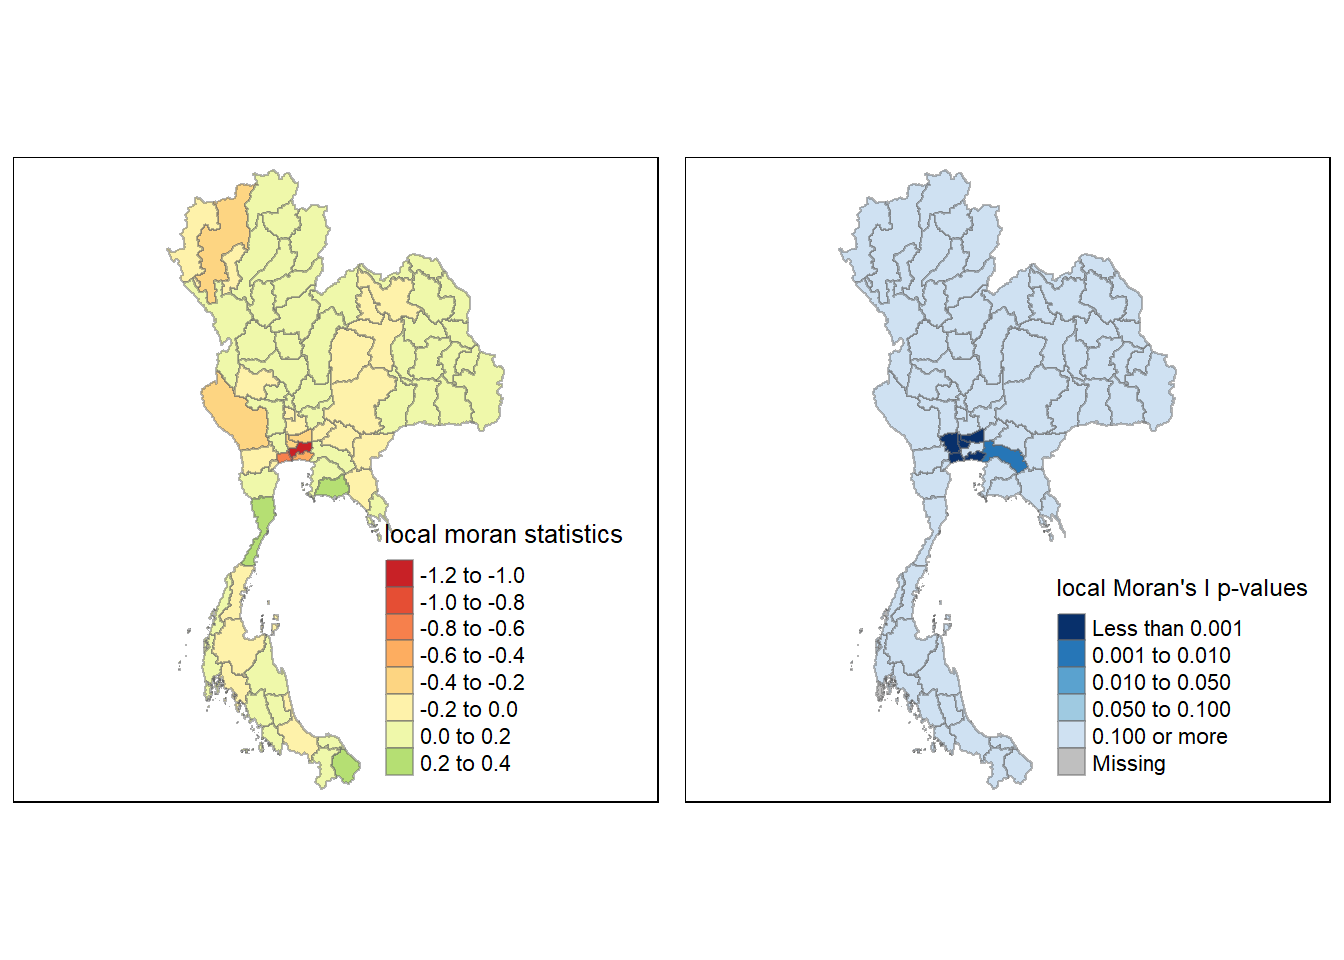 local moran statistics
-1.2 to -1.0
-1.0 to -0.8
-0.8 to -0.6
-0.6 to -0.4
-0.4 to -0.2
-0.2 to 0.0
0.0 to 0.2
0.2 to 0.4
local Moran's I p-values
Less than 0.001
0.001 to 0.010
0.010 to 0.050
0.050 to 0.100
0.100 or more
Missing